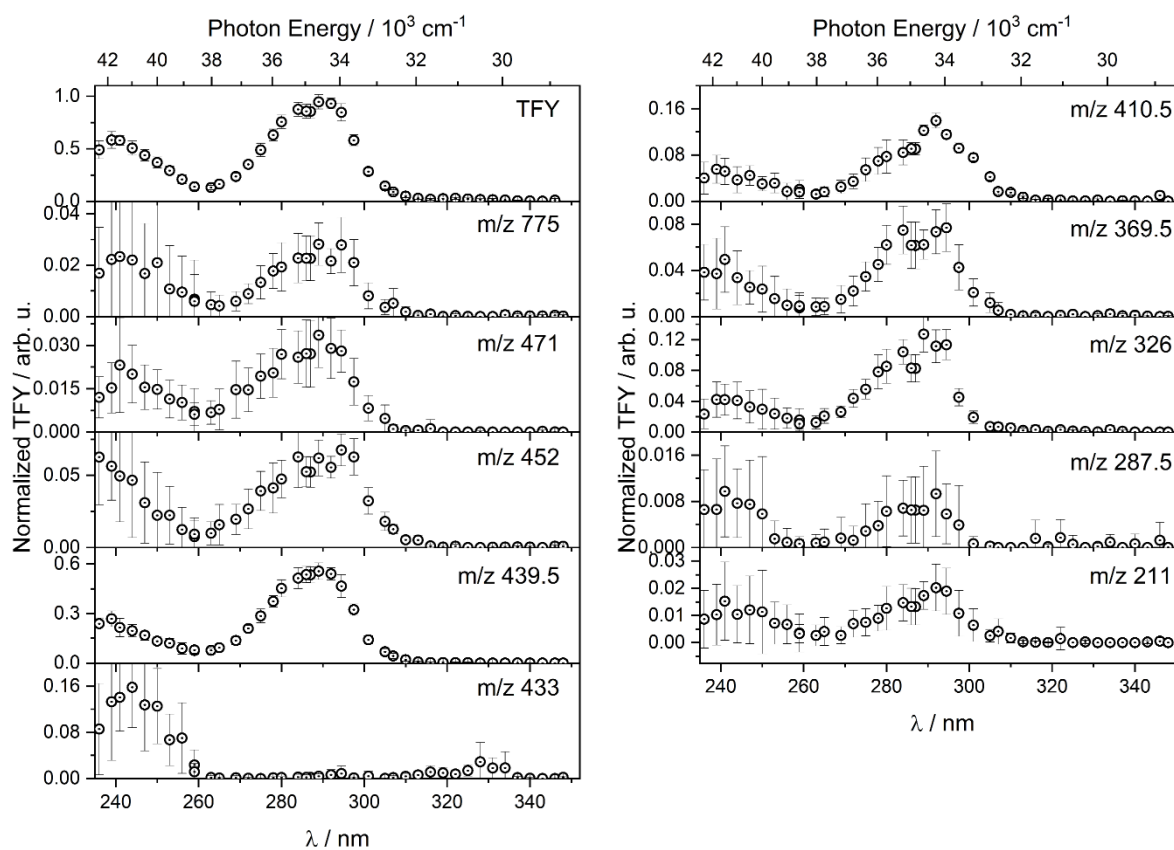 Photon Energy / 10³ cm⁻¹
42 40 38 36 34 32 30
TFY
1.0
0.5
0.0
m/z 775
0.04
0.02
0.00
m/z 471
0.030
0.015
0.000
m/z 452
0.05
0.00
m/z 439.5
0.6
0.3
0.0
m/z 433
0.16
0.08
0.00
Normalized TFY / arb. u.
240 260 280 300 320 340
λ / nm
Photon Energy / 10³ cm⁻¹
42 40 38 36 34 32 30
m/z 410.5
0.16
0.08
0.00
m/z 369.5
0.08
0.04
0.00
m/z 326
0.12
0.08
0.04
0.00
m/z 287.5
0.016
0.008
0.000
m/z 211
0.03
0.02
0.01
0.00
Normalized TFY / arb. u.
240 260 280 300 320 340
λ / nm